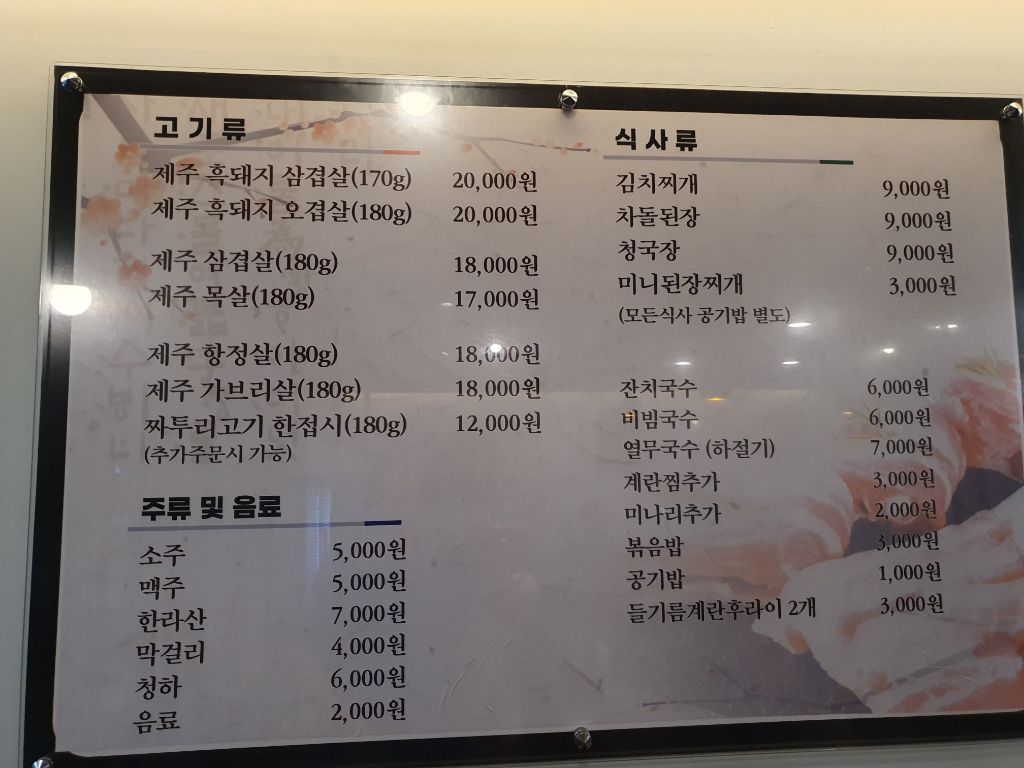 고기류
제주 흑돼지 삼겹살(170g) 20,000원
제주 흑돼지 오겹살(180g) 20,000원
제주 삼겹살(180g) 18,000원
제주 목살(180g) 17,000원
제주 항정살(180g) 18,000원
제주 가브리살(180g) 18,000원
짜투리고기 한접시(180g) 12,000원
(추가주문시 가능)
주류 및 음료
소주 5,000원
맥주 5,000원
한라산 7,000원
막걸리 4,000원
청하 6,000원
음료 2,000원
식사류
김치찌개 9,000원
차돌된장 9,000원
청국장 9,000원
미니된장찌개 3,000원
(모든식사 공기밥 별도)
잔치국수 6,000원
비빔국수 6,000원
열무국수 (하절기) 7,000원
계란찜추가 3,000원
미나리추가 2,000원
볶음밥 3,000원
공기밥 1,000원
들기름계란후라이 2개 3,000원